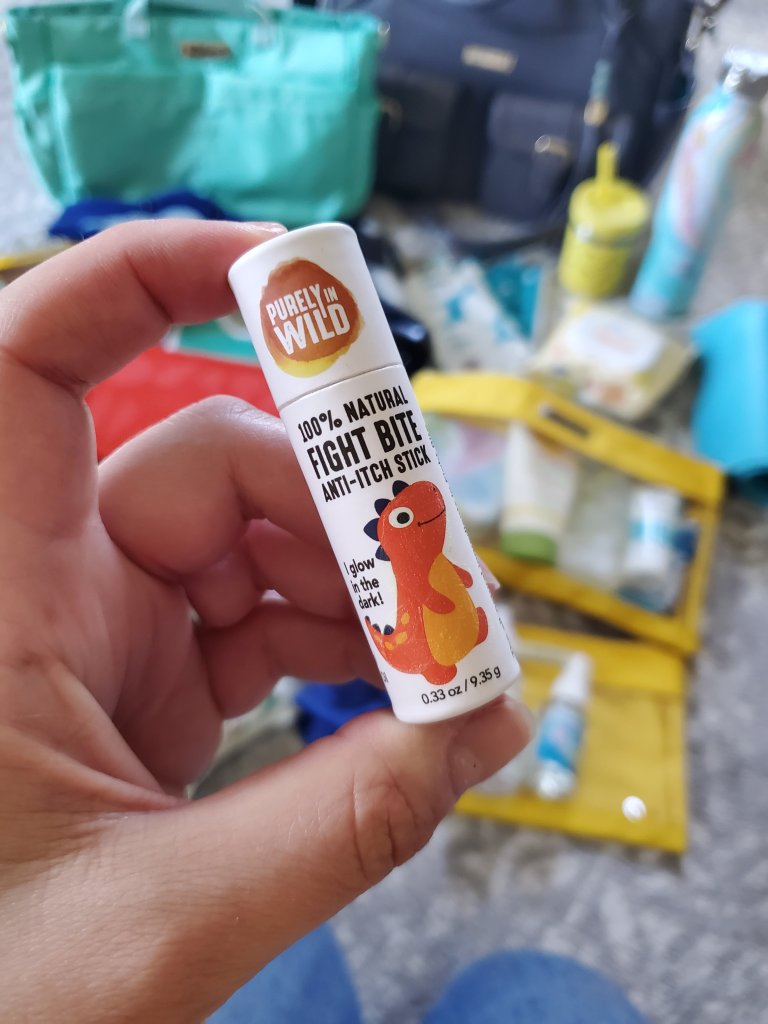 PURELY IN
WILD
100% NATURAL
FIGHT BITE
ANTI-ITCH STICK
I glow
in the
dark!
0.33 oz / 9.35 g